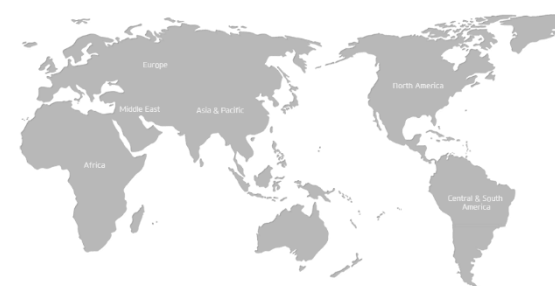 Europe
Middle East
Asia & Pacific
North America
Africa
Central & South
America